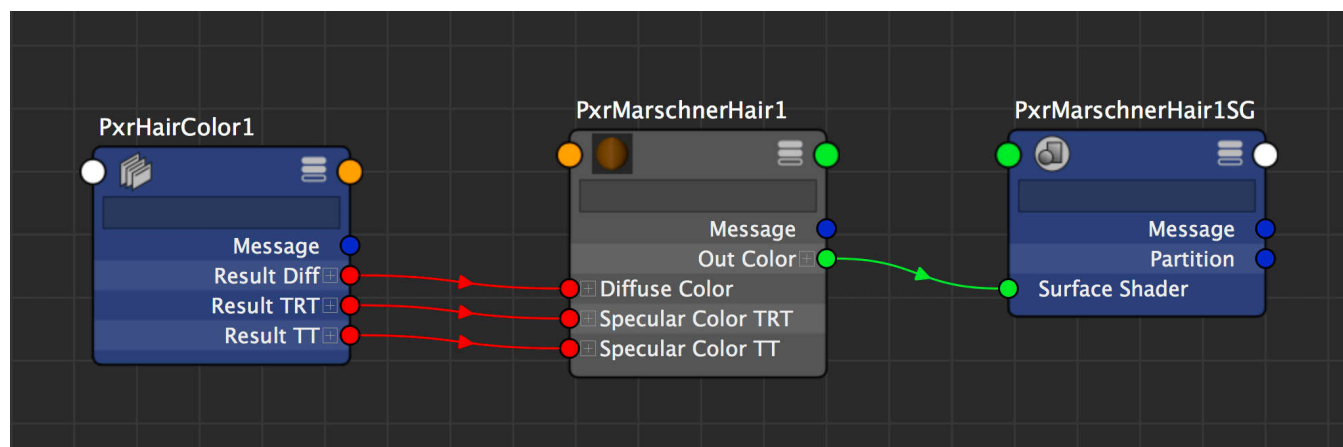 PxrHairColor1
Message
Result Diff
Result TRT
Result TT
PxrMarschnerHair1
Message
Out Color
Diffuse Color
Specular Color TRT
Specular Color TT
PxrMarschnerHair1SG
Message
Partition
Surface Shader